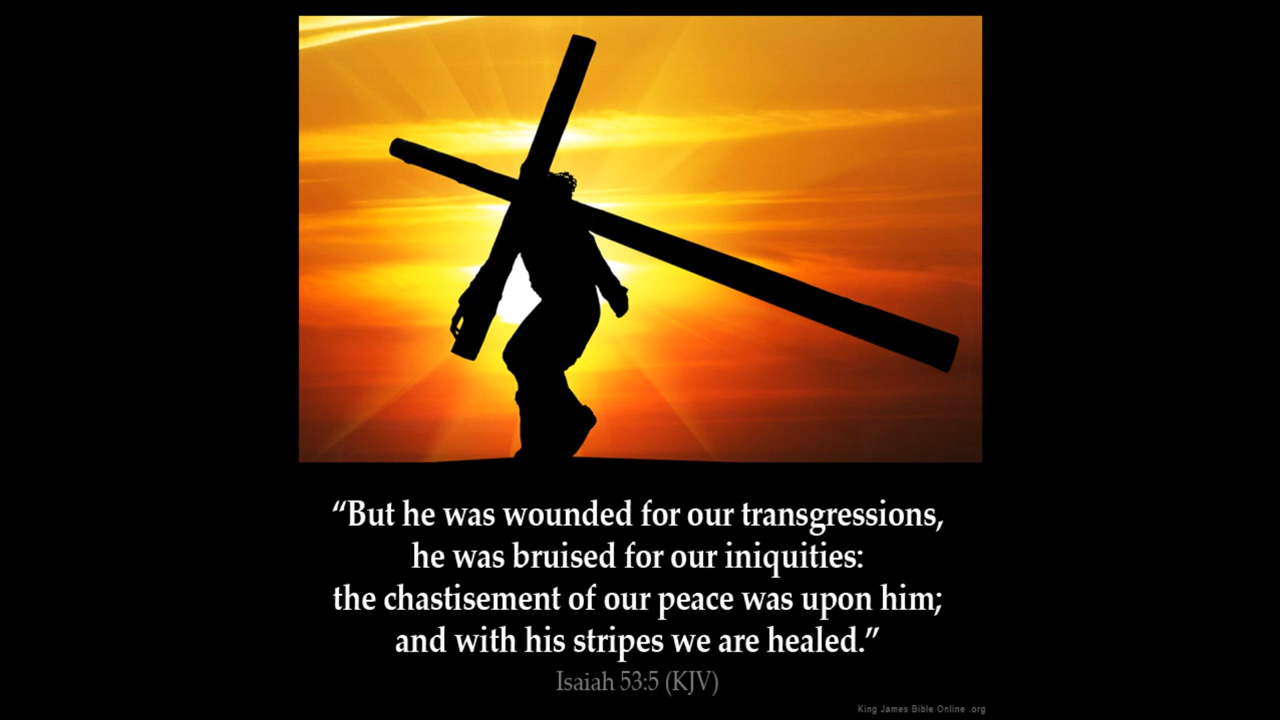 “But he was wounded for our transgressions,
he was bruised for our iniquities:
the chastisement of our peace was upon him;
and with his stripes we are healed.”
Isaiah 53:5 (KJV)
King James Bible Online .org